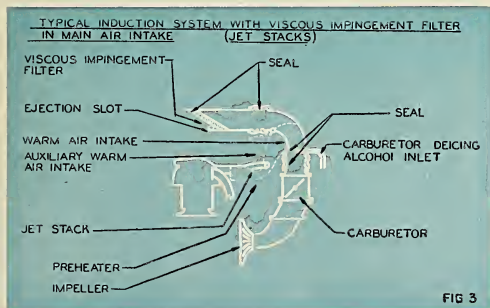 TYPICAL INDUCTION SYSTEM WITH VISCOUS IMPINGEMENT FILTER
IN MAIN AIR INTAKE (JET STACKS)
VISCOUS IMPINGEMENT
FILTER
SEAL
EJECTION SLOT
SEAL
WARM AIR INTAKE
AUXILIARY WARM
AIR INTAKE
CARBURETOR DEICING
ALCOHOL INLET
JET STACK
CARBURETOR
PREHEATER
IMPELLER
FIG 3